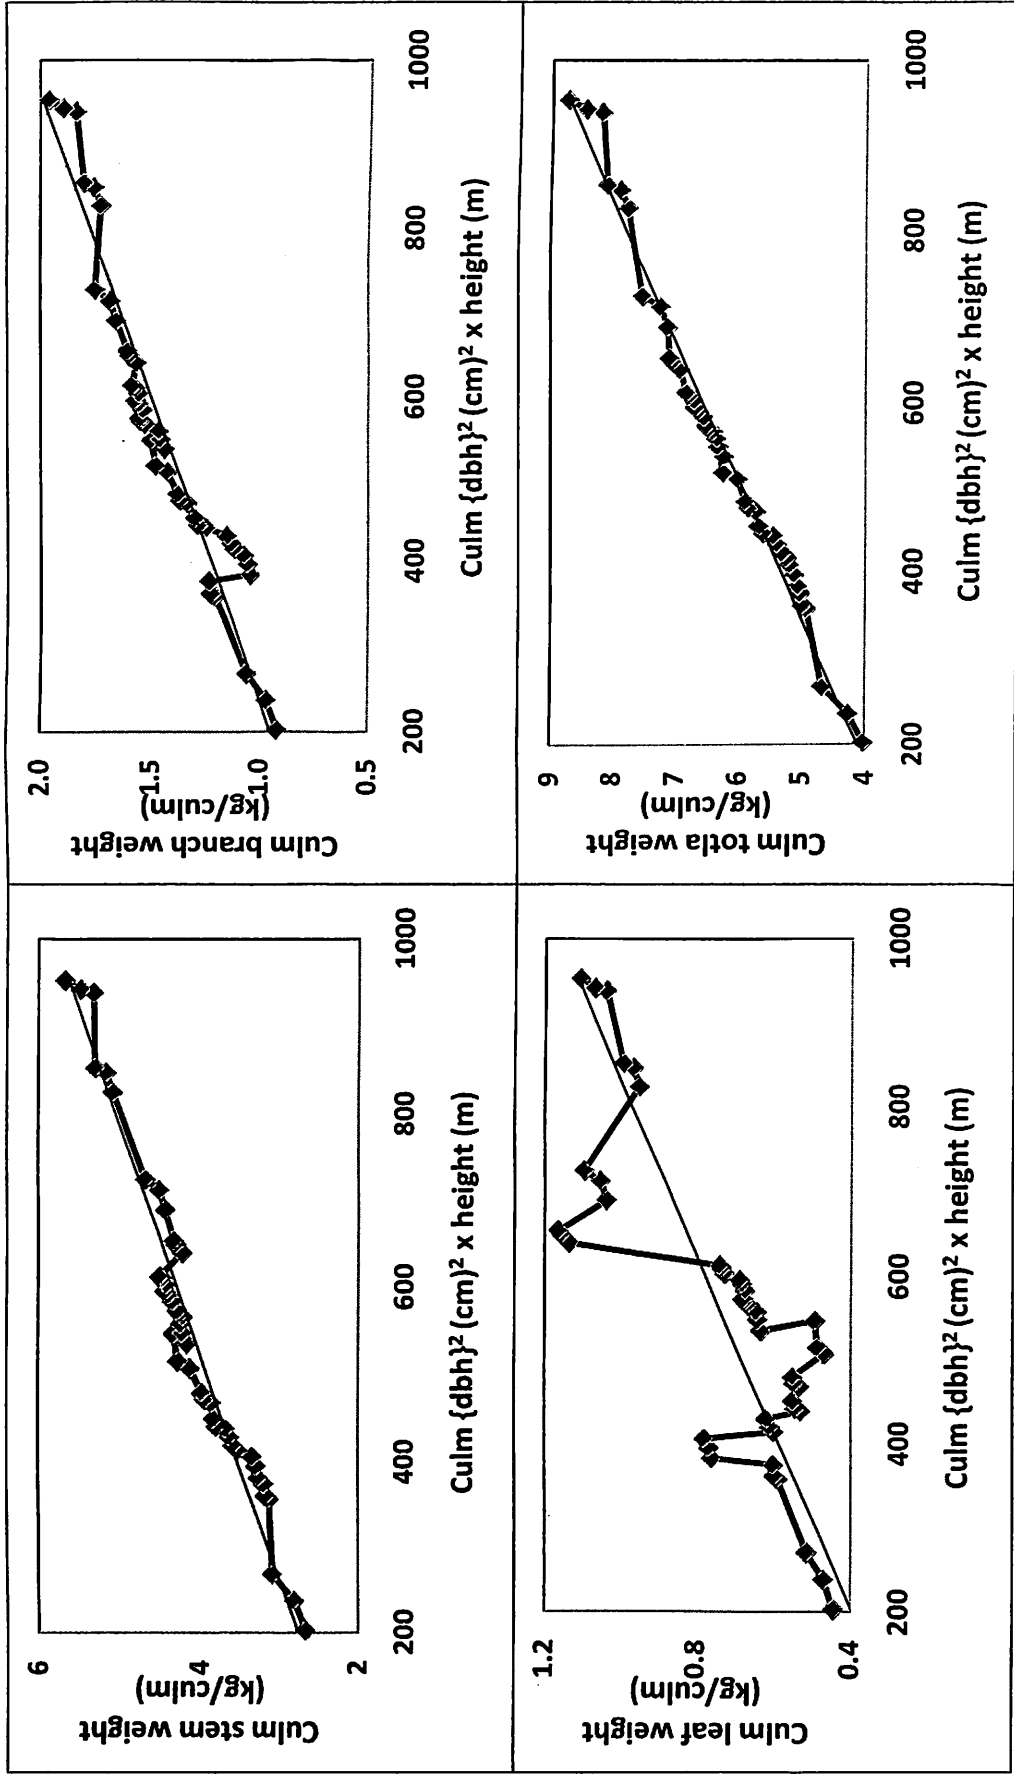 Culm stem weight
(kg/culm)
6
4
2
200 400 600 800 1000
Culm {dbh}² (cm)² x height (m)
Culm branch weight
(kg/culm)
2.0
1.5
1.0
0.5
200 400 600 800 1000
Culm {dbh}² (cm)² x height (m)
Culm leaf weight
(kg/culm)
1.2
0.8
0.4
200 400 600 800 1000
Culm {dbh}² (cm)² x height (m)
Culm totla weight
(kg/culm)
9
8
7
6
5
4
200 400 600 800 1000
Culm {dbh}² (cm)² x height (m)